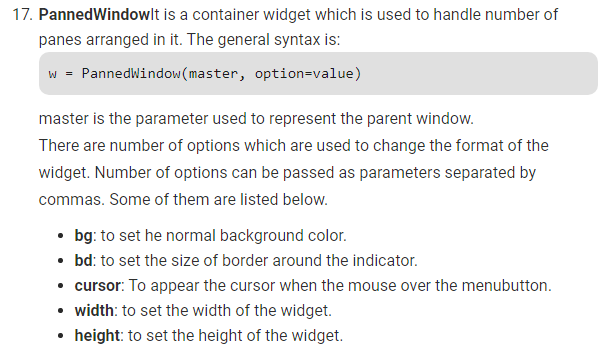 17. PannedWindowIt is a container widget which is used to handle number of
panes arranged in it. The general syntax is:
w = PannedWindow(master, option=value)
master is the parameter used to represent the parent window.
There are number of options which are used to change the format of the
widget. Number of options can be passed as parameters separated by
commas. Some of them are listed below.
• bg: to set he normal background color.
• bd: to set the size of border around the indicator.
• cursor: To appear the cursor when the mouse over the menubutton.
• width: to set the width of the widget.
• height: to set the height of the widget.